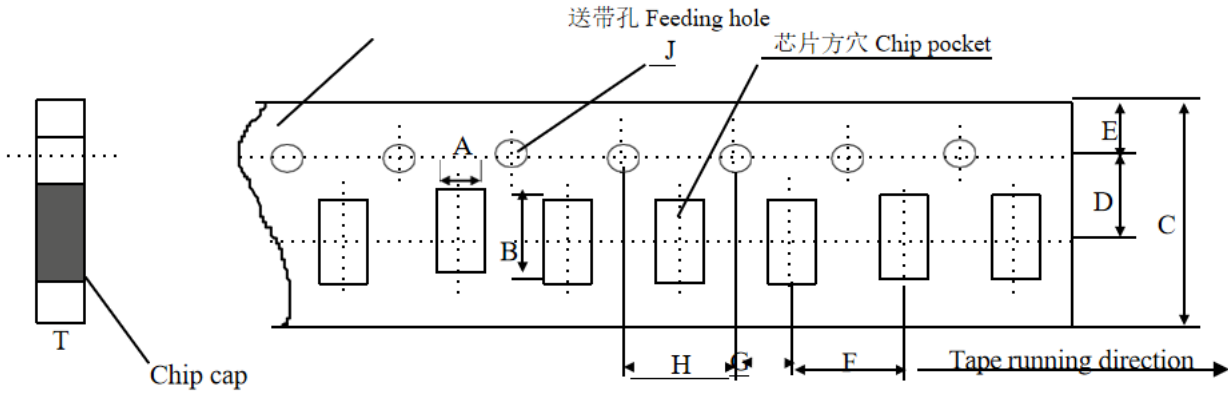 送带孔 Feeding hole
J
芯片方穴 Chip pocket
A
E
D
C
B
T
H
G
F
Tape running direction
Chip cap